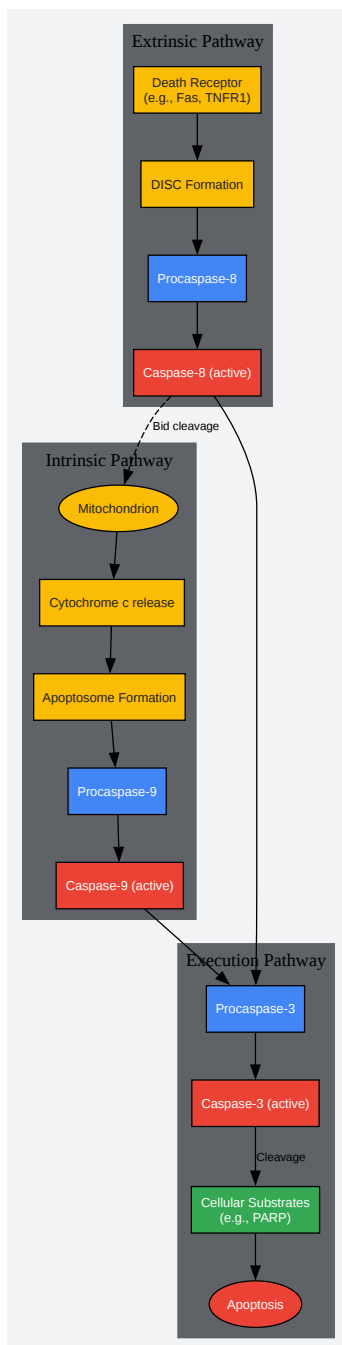 Extrinsic Pathway
Death Receptor
(e.g., Fas, TNFR1)
DISC Formation
Procaspase-8
Caspase-8 (active)
Bid cleavage
Intrinsic Pathway
Mitochondrion
Cytochrome c release
Apoptosome Formation
Procaspase-9
Caspase-9 (active)
Execution Pathway
Procaspase-3
Caspase-3 (active)
Cleavage
Cellular Substrates
(e.g., PARP)
Apoptosis